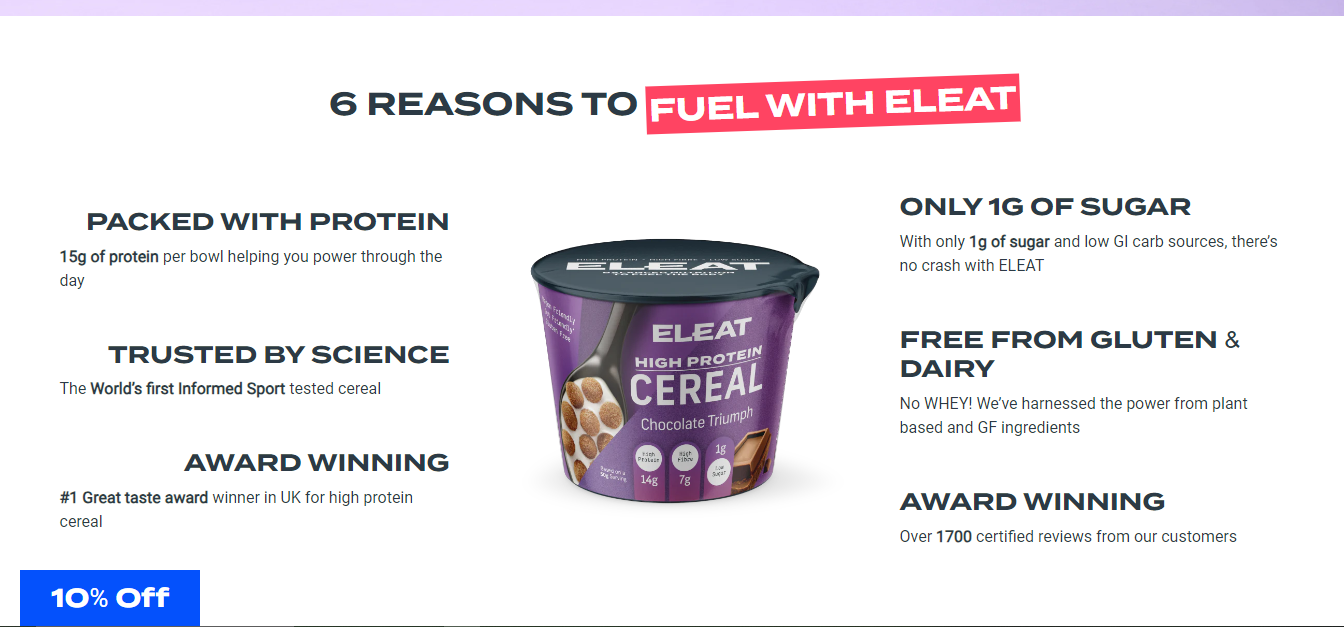 6 REASONS TO FUEL WITH ELEAT
PACKED WITH PROTEIN
15g of protein per bowl helping you power through the
day
TRUSTED BY SCIENCE
The World's first Informed Sport tested cereal
AWARD WINNING
#1 Great taste award winner in UK for high protein
cereal
HIGH PROTEIN • HIGH FIBRE • LOW SUGAR
ELEAT
ELEAT
HIGH PROTEIN
CEREAL
Chocolate Triumph
High
Protein
14g
High
Fibre
7g
1g
Low
Sugar
Based on a
50g Serving
ONLY 1G OF SUGAR
With only 1g of sugar and low GI carb sources, there's
no crash with ELEAT
FREE FROM GLUTEN &
DAIRY
No WHEY! We've harnessed the power from plant
based and GF ingredients
AWARD WINNING
Over 1700 certified reviews from our customers
10% Off